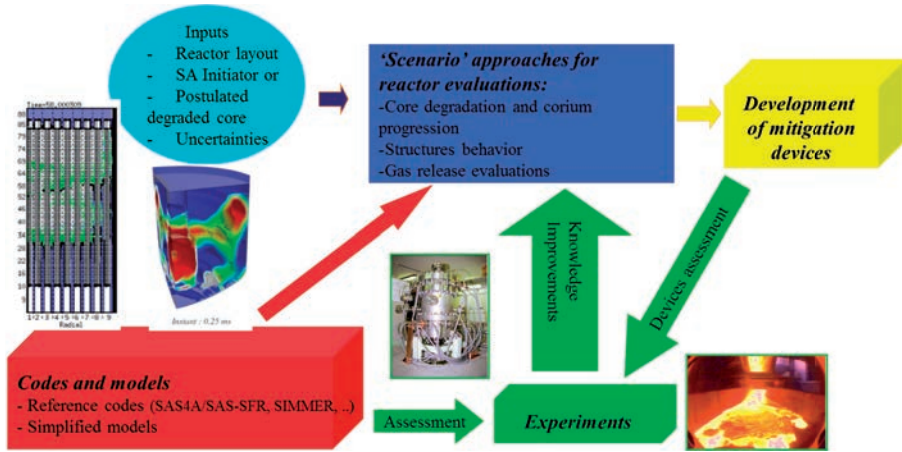 Inputs
- Reactor layout
- SA Initiator or
- Postulated
degraded core
- Uncertainties
‘Scenario’ approaches for
reactor evaluations:
-Core degradation and corium
progression
-Structures behavior
-Gas release evaluations
Development
of mitigation
devices
Radial
Instant : 0.25 ms
Knowledge
Improvements
Devices assessment
Codes and models
- Reference codes (SAS4A/SAS-SFR, SIMMER, ..)
- Simplified models
Assessment
Experiments